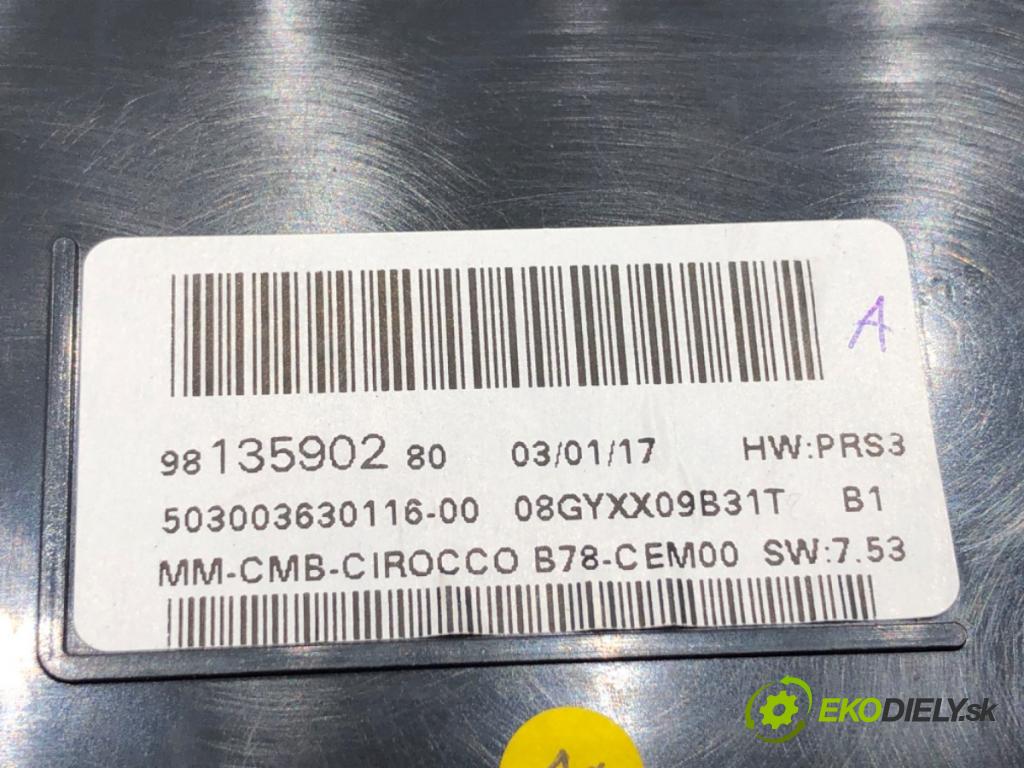 A
98 135902 80 03/01/17 HW:PRS3
503003630116-00 08GYXX09B31T B1
MM-CMB-CIROCCO B78-CEM00 SW:7.53
EKODIELY.sk